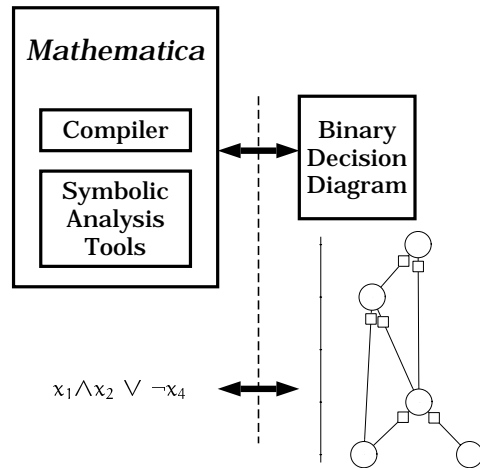 Mathematica
Compiler
Symbolic
Analysis
Tools
Binary
Decision
Diagram
x₁∧x₂ ∨ ¬x₄